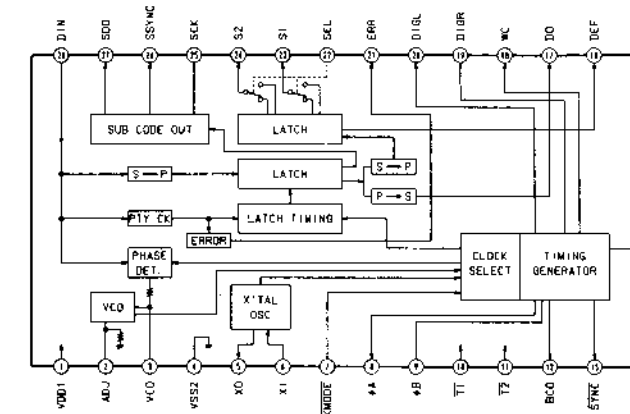 DIN
SOD
SSYNC
SCK
S2
S1
SEL
ERR
DIGL
DIGR
WC
DO
DEF
28
27
26
25
24
23
22
21
20
19
18
17
16
SUB CODE OUT
LATCH
S — P
LATCH
S — P
P → S
PTY CK
LATCH TIMING
ERROR
PHASE DET.
CLOCK SELECT
TIMING GENERATOR
VCO
X'TAL OSC
1
2
3
4
5
6
7
8
9
10
11
12
13
VDD1
ADJ
VCO
VSS2
XO
XI
XMODE
φA
φB
T1
T2
BCO
SYNC